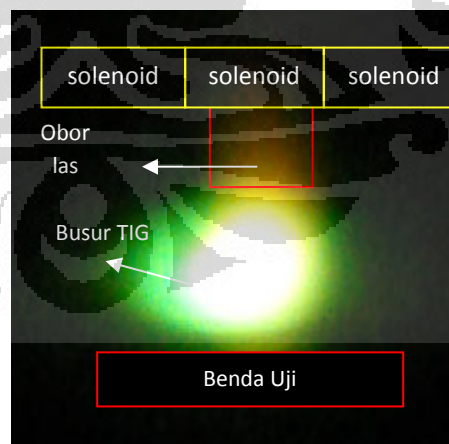 solenoid solenoid solenoid
Obor
las
Busur TIG
Benda Uji